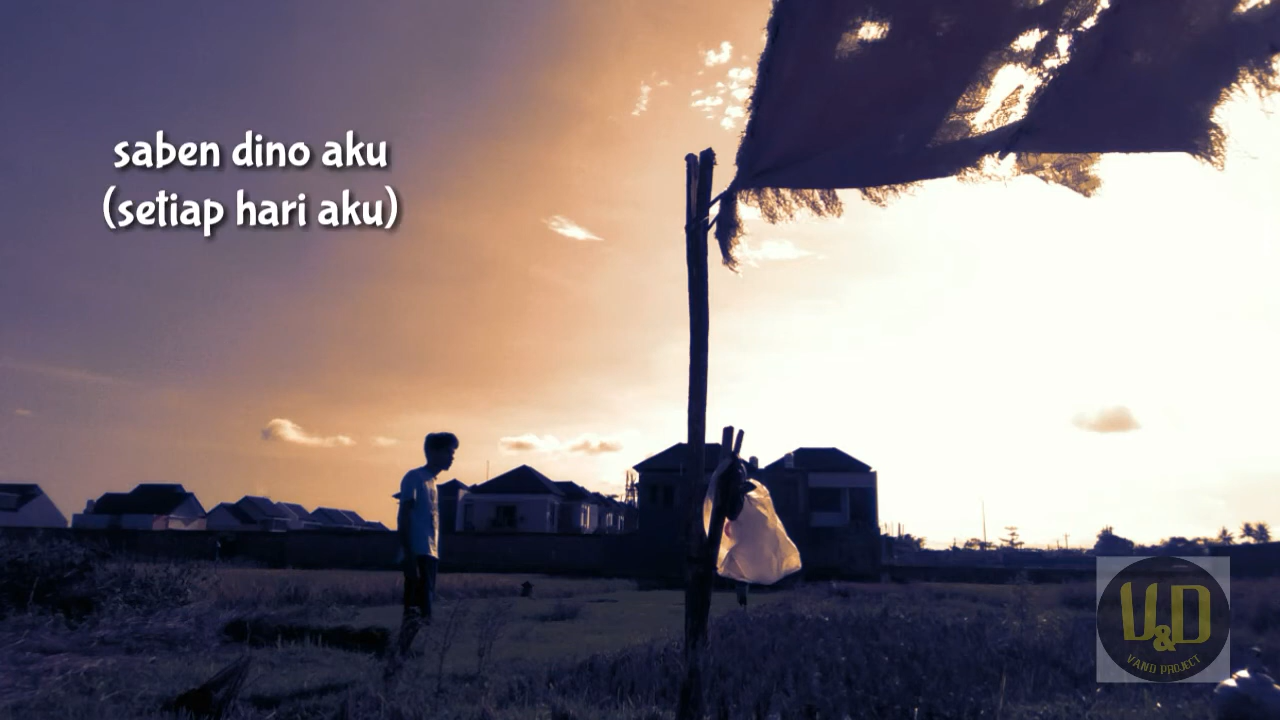 saben dino aku
(setiap hari aku)
V&D
VAND PROJECT